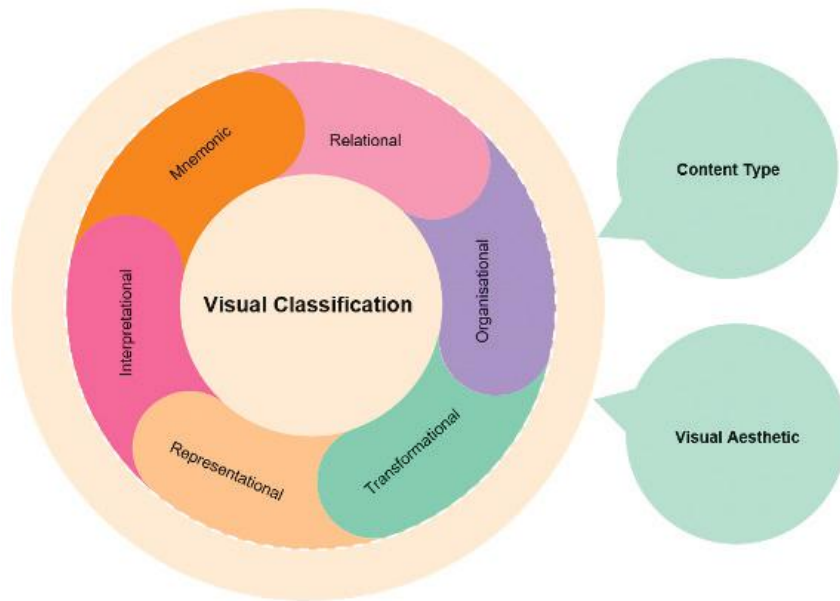 Mnemonic
Relational
Content Type
Organisational
Visual Classification
Interpretational
Visual Aesthetic
Transformational
Representational